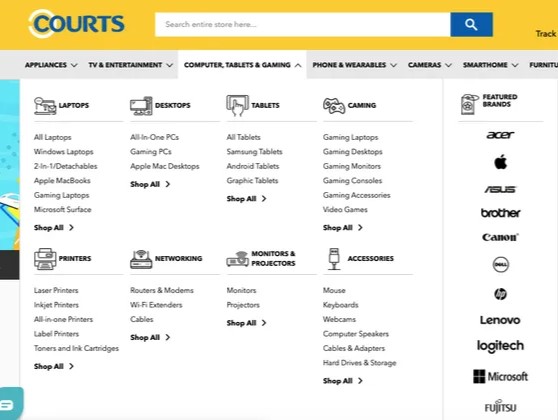 COURTS
Search entire store here...
Track
APPLIANCES
TV & ENTERTAINMENT
COMPUTER, TABLETS & GAMING
PHONE & WEARABLES
CAMERAS
SMARTHOME
FURNITU
LAPTOPS
All Laptops
Windows Laptops
2-In-1/Detachables
Apple MacBooks
Gaming Laptops
Microsoft Surface
Shop All
DESKTOPS
All-In-One PCs
Gaming PCs
Apple Mac Desktops
Shop All
TABLETS
All Tablets
Samsung Tablets
Android Tablets
Graphic Tablets
Shop All
GAMING
Gaming Laptops
Gaming Desktops
Gaming Monitors
Gaming Consoles
Gaming Accessories
Video Games
Shop All
PRINTERS
Laser Printers
Inkjet Printers
All-in-one Printers
Label Printers
Toners and Ink Cartridges
Shop All
NETWORKING
Routers & Modems
Wi-Fi Extenders
Cables
Shop All
MONITORS &
PROJECTORS
Monitors
Projectors
Shop All
ACCESSORIES
Mouse
Keyboards
Webcams
Computer Speakers
Cables & Adapters
Hard Drives & Storage
Shop All
FEATURED
BRANDS
acer
ASUS
brother
Canon
DELL
hp
Lenovo
logitech
Microsoft
FUJITSU